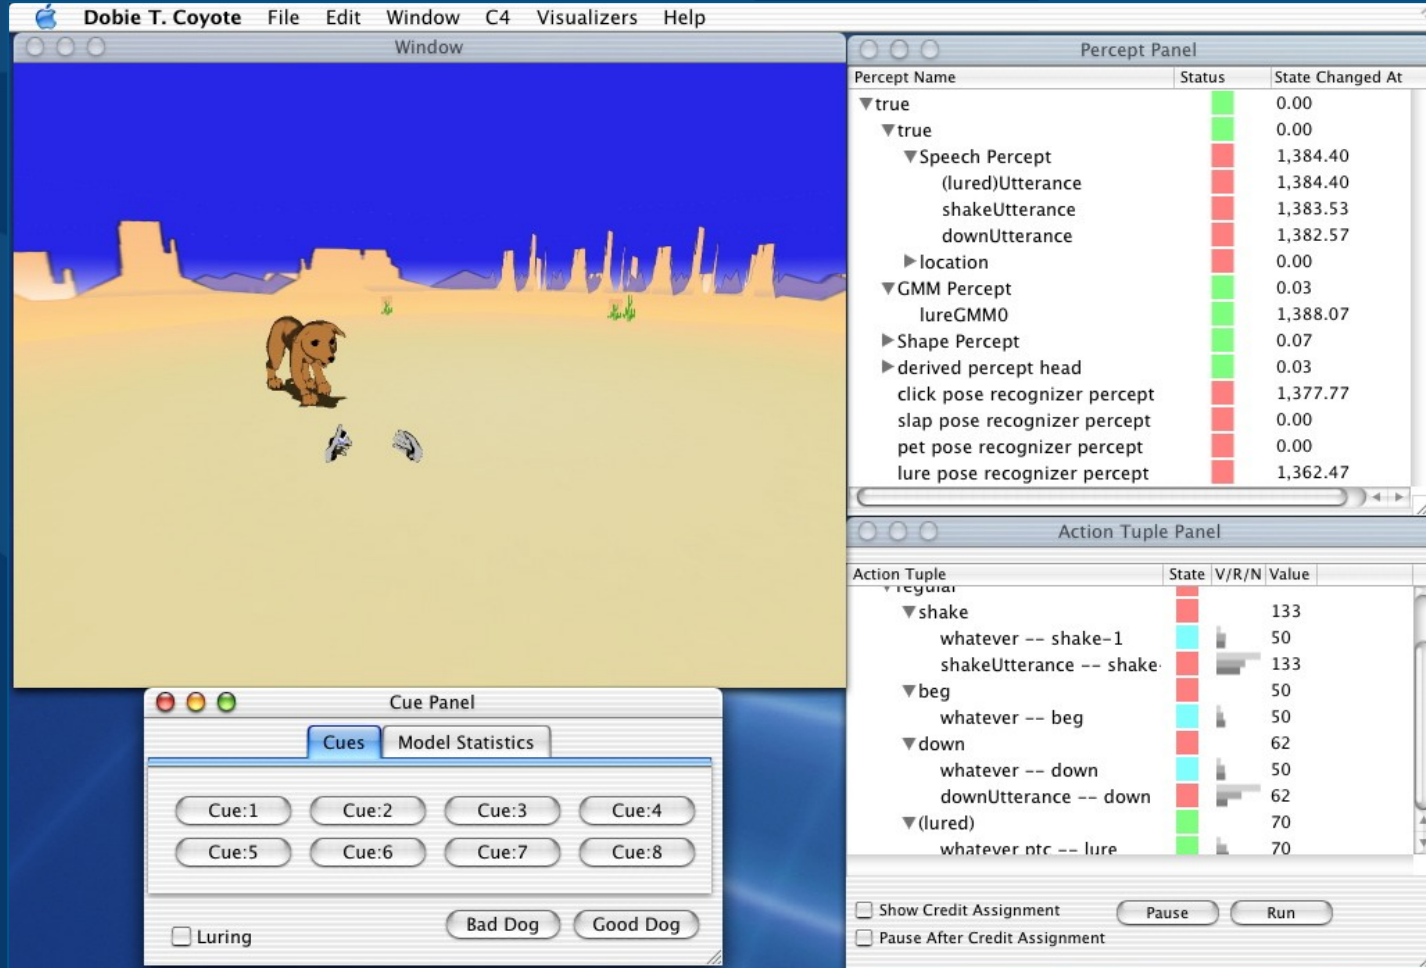 Dobie T. Coyote File Edit Window C4 Visualizers Help
Window
Percept Panel
Percept Name Status State Changed At
true 0.00
true 0.00
Speech Percept 1,384.40
(lured)Utterance 1,384.40
shakeUtterance 1,383.53
downUtterance 1,382.57
location 0.00
GMM Percept 0.03
lureGMM0 1,388.07
Shape Percept 0.07
derived percept head 0.03
click pose recognizer percept 1,377.77
slap pose recognizer percept 0.00
pet pose recognizer percept 0.00
lure pose recognizer percept 1,362.47
Action Tuple Panel
Action Tuple State V/R/N Value
regular
shake 133
whatever -- shake-1 50
shakeUtterance -- shake- 133
beg 50
whatever -- beg 50
down 62
whatever -- down 50
downUtterance -- down 62
(lured) 70
whatever ptc -- lure 70
Show Credit Assignment Pause Run
Pause After Credit Assignment
Cue Panel
Cues Model Statistics
Cue:1 Cue:2 Cue:3 Cue:4
Cue:5 Cue:6 Cue:7 Cue:8
Luring Bad Dog Good Dog